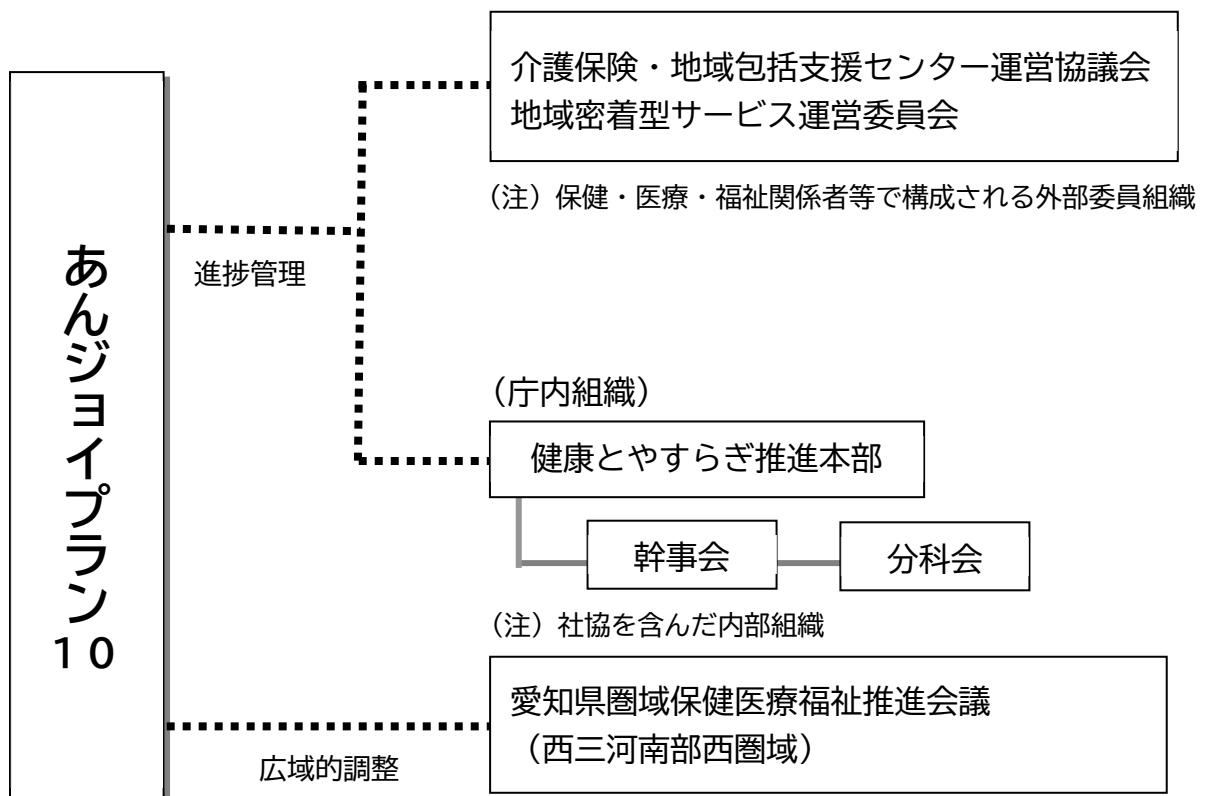 あんジョイプラン１０
進捗管理
介護保険・地域包括支援センター運営協議会
地域密着型サービス運営委員会
（注）保健・医療・福祉関係者等で構成される外部委員組織
（庁内組織）
健康とやすらぎ推進本部
幹事会
分科会
（注）社協を含んだ内部組織
広域的調整
愛知県圏域保健医療福祉推進会議
（西三河南部西圏域）